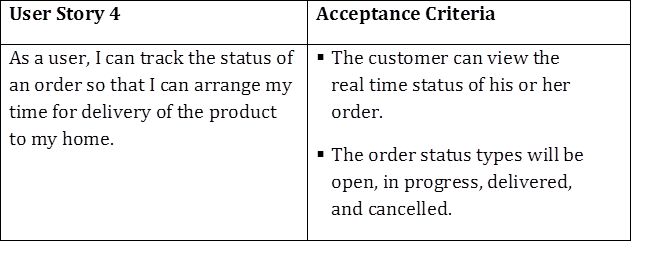 User Story 4
Acceptance Criteria
As a user, I can track the status of
an order so that I can arrange my
time for delivery of the product
to my home.
▪ The customer can view the
real time status of his or her
order.
▪ The order status types will be
open, in progress, delivered,
and cancelled.